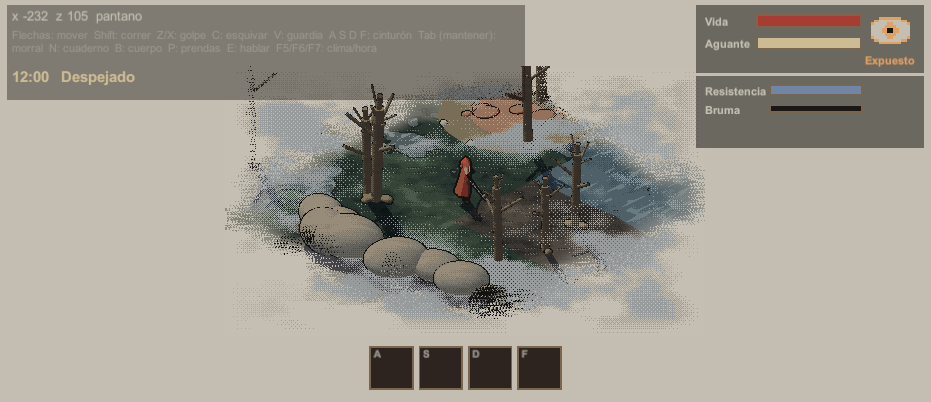 x -232 z 105 pantano
Flechas: mover Shift: correr Z/X: golpe C: esquivar V: guardia A S D F: cinturón Tab (mantener):
morral N: cuaderno B: cuerpo P: prendas E: hablar F5/F6/F7: clima/hora
12:00 Despejado
Vida
Aguante
Expuesto
Resistencia
Bruma
A S D F